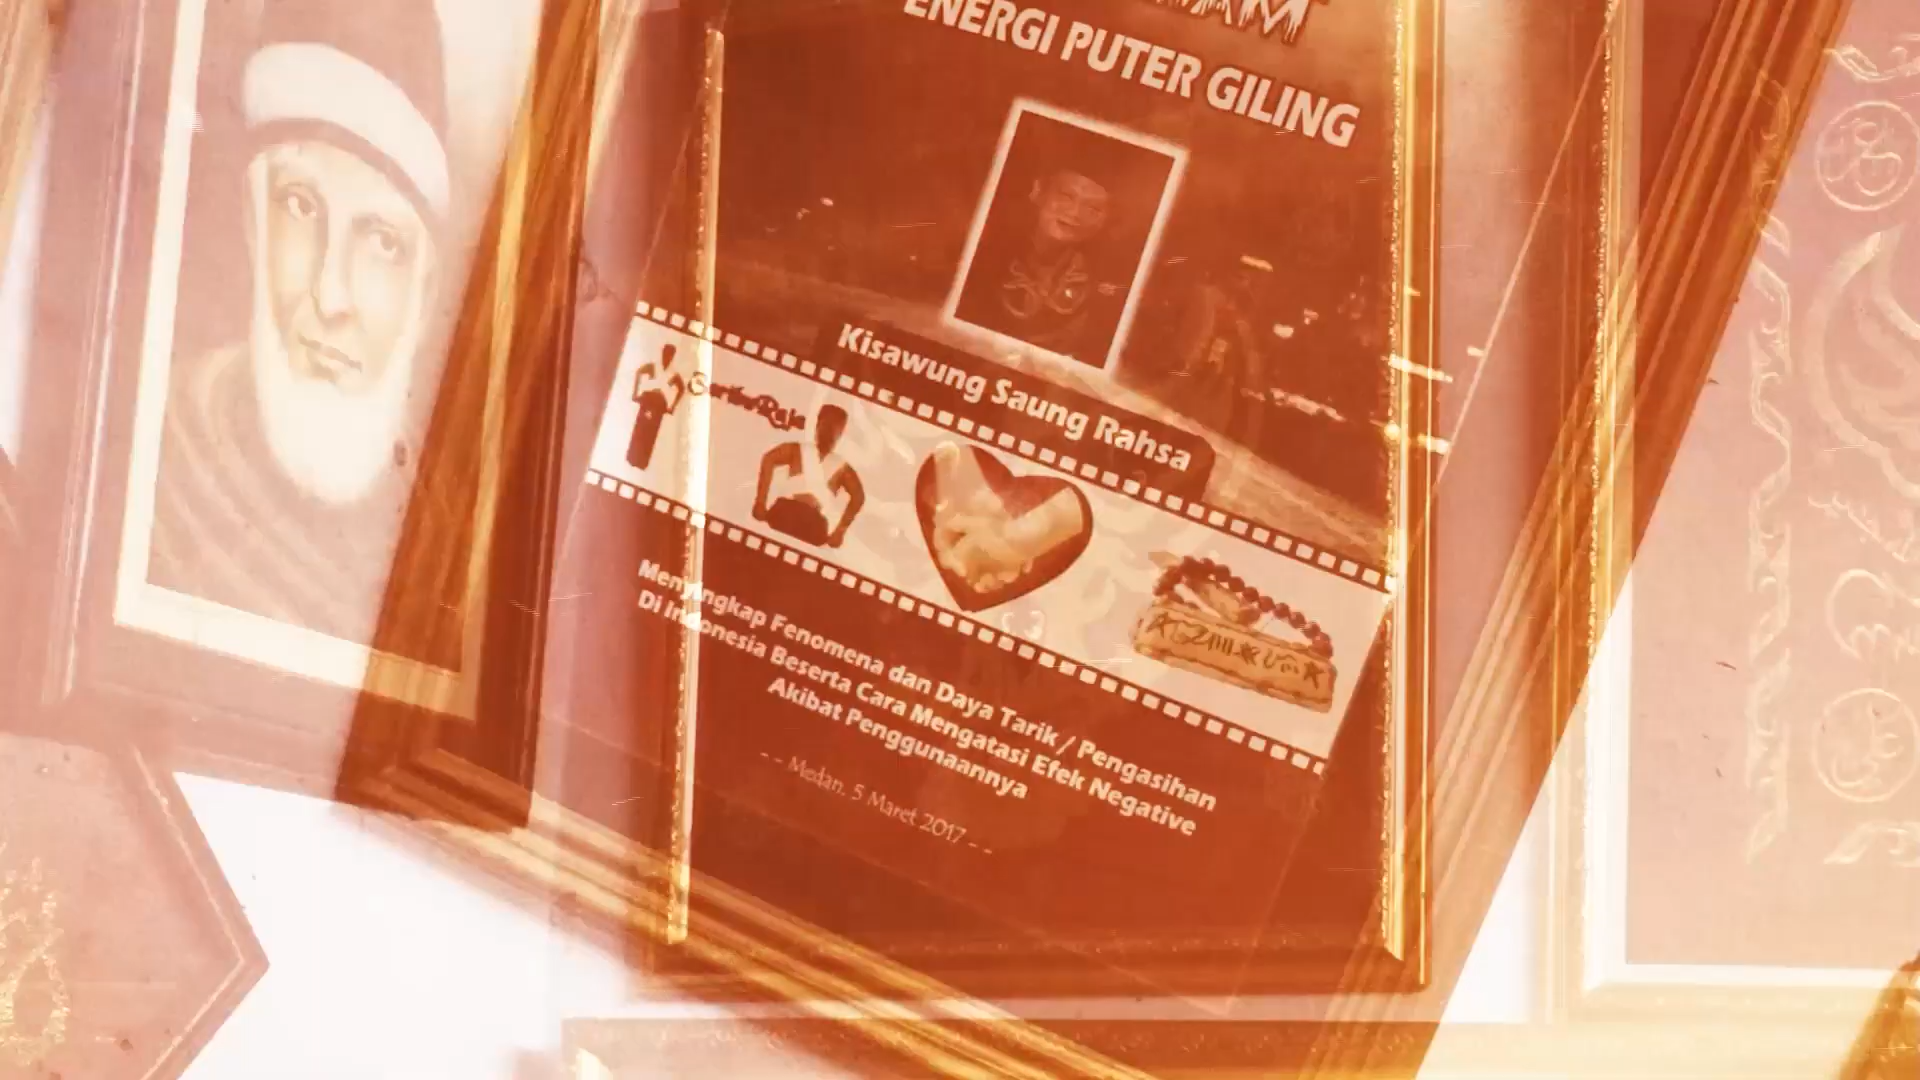 ENERGI PUTER GILING
Kisawung Saung Rahsa
Menyingkap Fenomena dan Daya Tarik / Pengasihan
Di Indonesia Beserta Cara Mengatasi Efek Negative
Akibat Penggunaannya
-- Medan, 5 Maret 2017 --